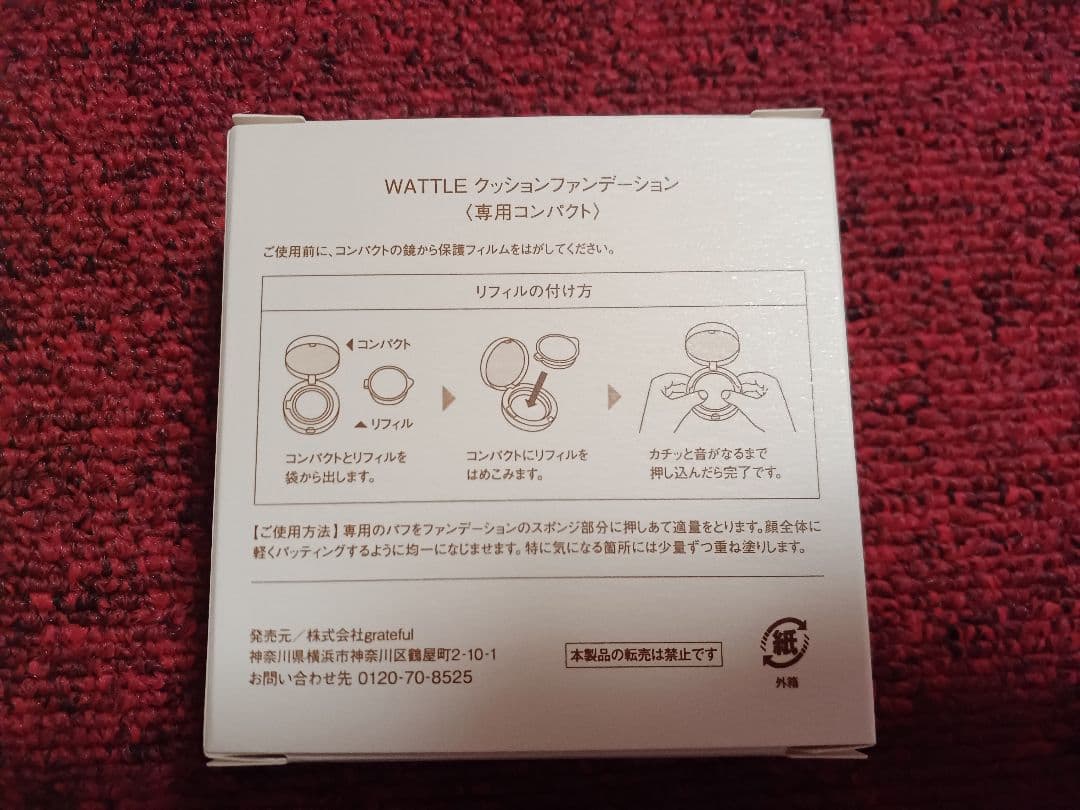 WATTLE クッションファンデーション
〈専用コンパクト〉
ご使用前に、コンパクトの鏡から保護フィルムをはがしてください。
リフィルの付け方
◀ コンパクト
▲ リフィル
コンパクトとリフィルを
袋から出します。
コンパクトにリフィルを
はめこみます。
カチッと音がなるまで
押し込んだら完了です。
【ご使用方法】専用のパフをファンデーションのスポンジ部分に押しあて適量をとります。顔全体に
軽くパッティングするように均一になじませます。特に気になる箇所には少量ずつ重ね塗りします。
発売元／株式会社grateful
神奈川県横浜市神奈川区鶴屋町2-10-1
お問い合わせ先 0120-70-8525
本製品の転売は禁止です
紙
外箱